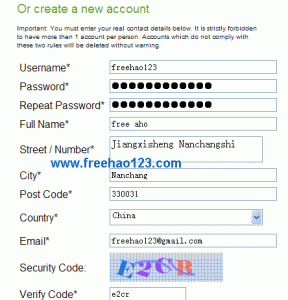 Or create a new account
Important: You must enter your real contact details below. It is strictly forbidden
to have more then 1 account per person. Accounts which do not comply with
these two rules will be deleted without warning.
Username* freehao123
Password* ●●●●●●●●●●●●
Repeat Password* ●●●●●●●●●●●●
Full Name* free aho
Street / Number* Jiangxisheng Nanchangshi
www.freehao123.com
City* Nanchang
Post Code* 330031
Country* China
Email* freehao123@gmail.com
Security Code: E2CR
Verify Code* e2cr